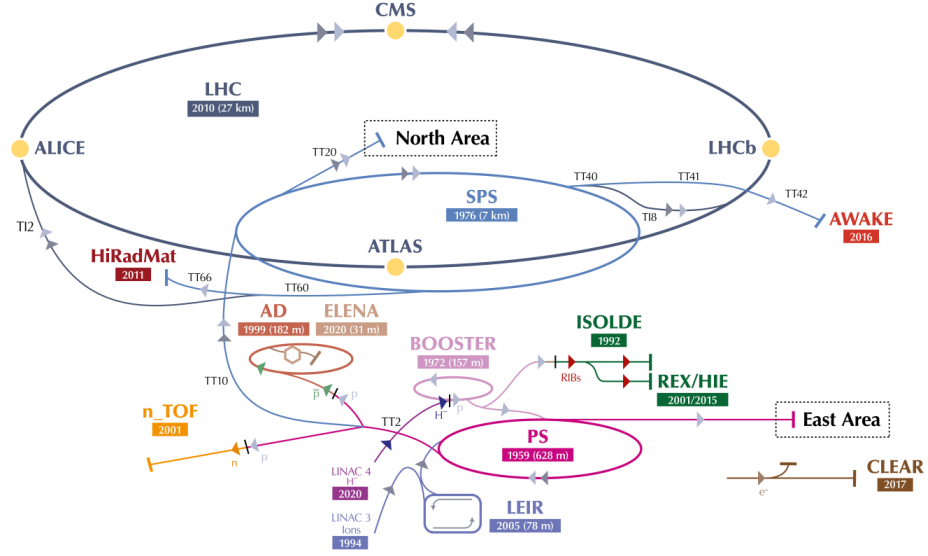 CMS
LHC
2010 (27 km)
North Area
ALICE
TT20
LHCb
TT40
TT41
SPS
TT42
1976 (7 km)
TI8
TI2
AWAKE
2016
ATLAS
HiRadMat
2011
TT66
TT60
AD
ELENA
1999 (182 m)
2020 (31 m)
ISOLDE
1992
BOOSTER
1972 (157 m)
RIBs
REX/HIE
2001/2015
TT10
p̅
p
H⁻
p
n_TOF
2001
TT2
East Area
PS
1959 (628 m)
n
p
LINAC 4
H⁻
2020
CLEAR
2017
e⁻
LINAC 3
Ions
1994
LEIR
2005 (78 m)